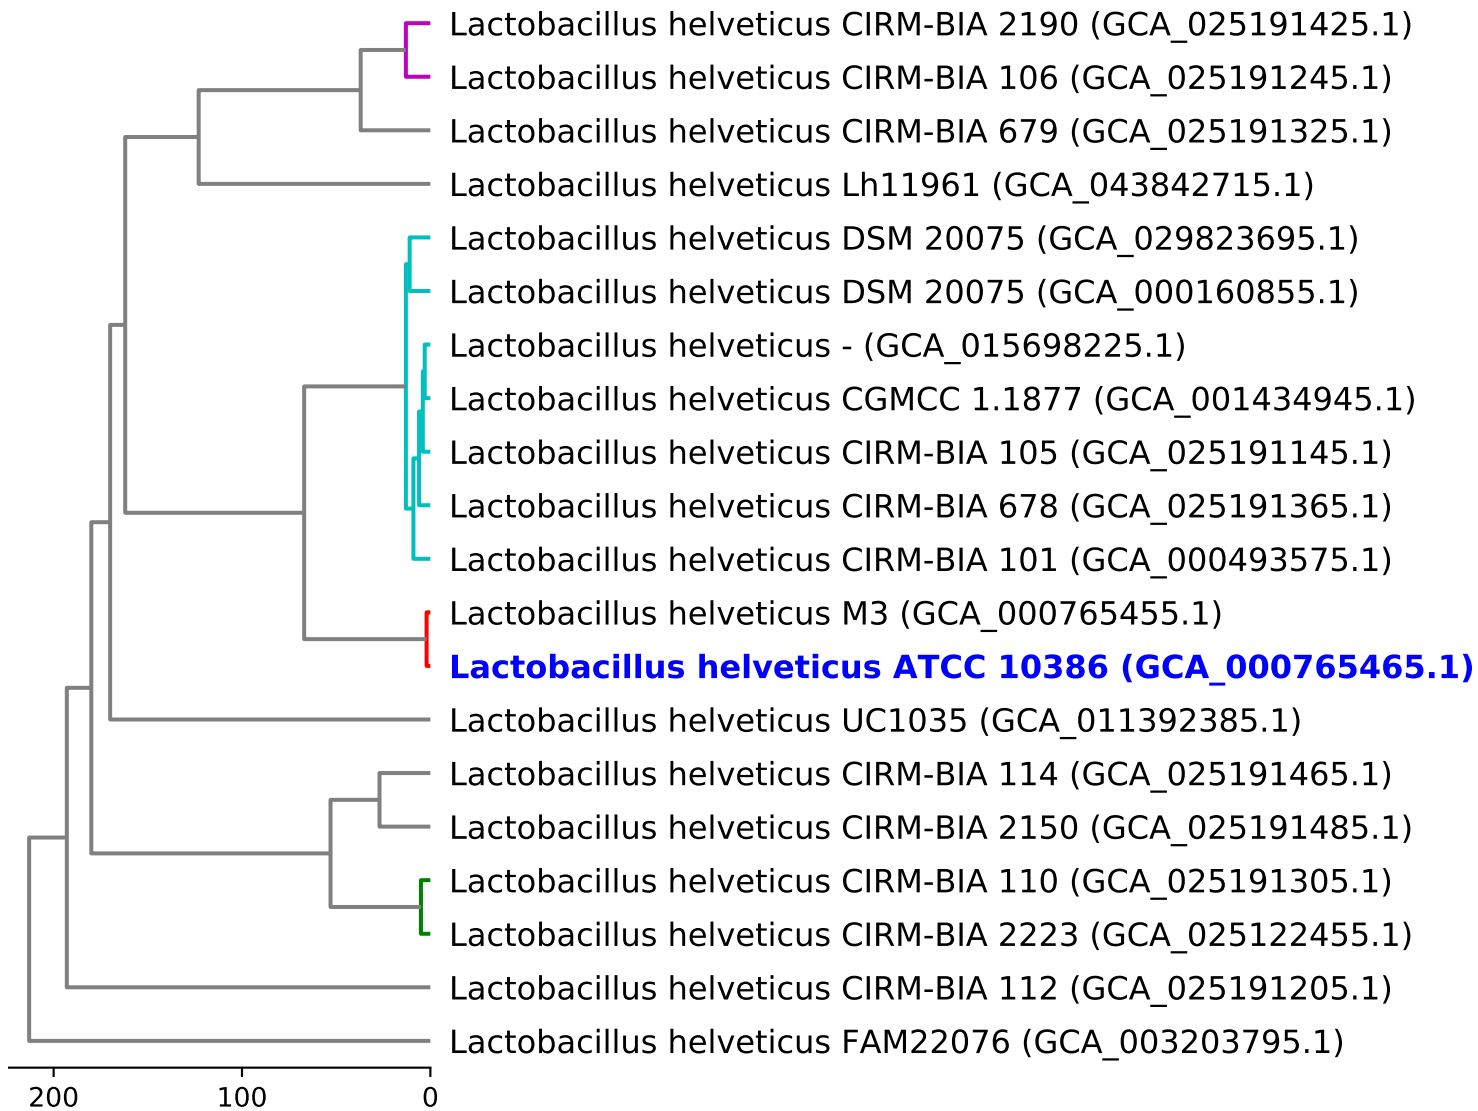 Lactobacillus helveticus CIRM-BIA 2190 (GCA_025191425.1)
Lactobacillus helveticus CIRM-BIA 106 (GCA_025191245.1)
Lactobacillus helveticus CIRM-BIA 679 (GCA_025191325.1)
Lactobacillus helveticus Lh11961 (GCA_043842715.1)
Lactobacillus helveticus DSM 20075 (GCA_029823695.1)
Lactobacillus helveticus DSM 20075 (GCA_000160855.1)
Lactobacillus helveticus - (GCA_015698225.1)
Lactobacillus helveticus CGMCC 1.1877 (GCA_001434945.1)
Lactobacillus helveticus CIRM-BIA 105 (GCA_025191145.1)
Lactobacillus helveticus CIRM-BIA 678 (GCA_025191365.1)
Lactobacillus helveticus CIRM-BIA 101 (GCA_000493575.1)
Lactobacillus helveticus M3 (GCA_000765455.1)
Lactobacillus helveticus ATCC 10386 (GCA_000765465.1)
Lactobacillus helveticus UC1035 (GCA_011392385.1)
Lactobacillus helveticus CIRM-BIA 114 (GCA_025191465.1)
Lactobacillus helveticus CIRM-BIA 2150 (GCA_025191485.1)
Lactobacillus helveticus CIRM-BIA 110 (GCA_025191305.1)
Lactobacillus helveticus CIRM-BIA 2223 (GCA_025122455.1)
Lactobacillus helveticus CIRM-BIA 112 (GCA_025191205.1)
Lactobacillus helveticus FAM22076 (GCA_003203795.1)
200 100 0